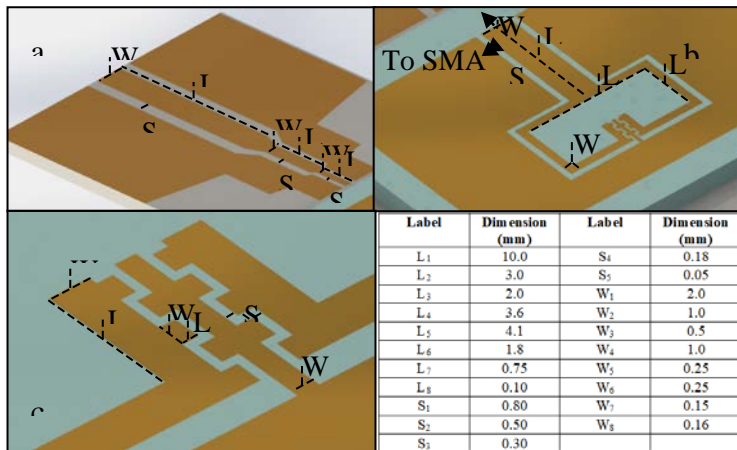 W
L
S
W
L
W
L
S
S
W
L
b
To SMA
S
L
L
W
W
L
W
L
S
W
c
Label Dimension (mm) Label Dimension (mm)
L₁ 10.0 S₄ 0.18
L₂ 3.0 S₅ 0.05
L₃ 2.0 W₁ 2.0
L₄ 3.6 W₂ 1.0
L₅ 4.1 W₃ 0.5
L₆ 1.8 W₄ 1.0
L₇ 0.75 W₅ 0.25
L₈ 0.10 W₆ 0.25
S₁ 0.80 W₇ 0.15
S₂ 0.50 W₈ 0.16
S₃ 0.30